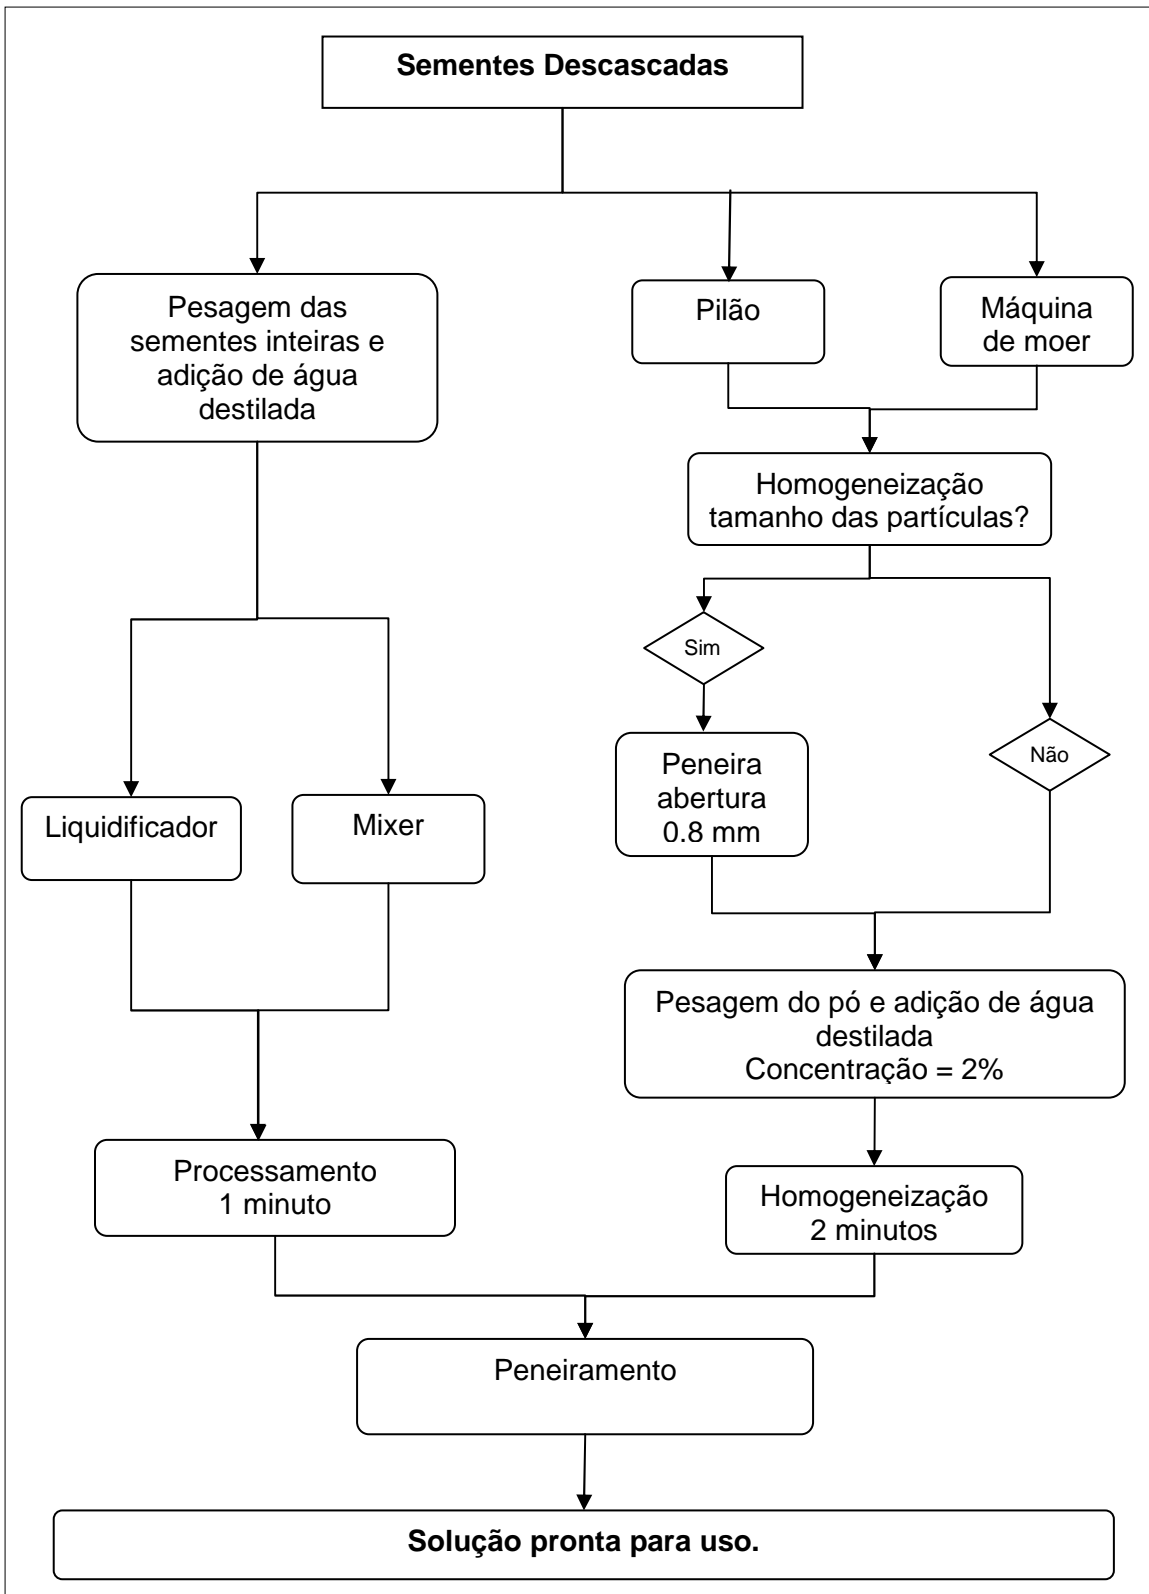 Sementes Descascadas
Pesagem das
sementes inteiras e
adição de água
destilada
Pilão
Máquina
de moer
Homogeneização
tamanho das partículas?
Sim
Não
Peneira
abertura
0.8 mm
Liquidificador
Mixer
Pesagem do pó e adição de água
destilada
Concentração = 2%
Processamento
1 minuto
Homogeneização
2 minutos
Peneiramento
Solução pronta para uso.